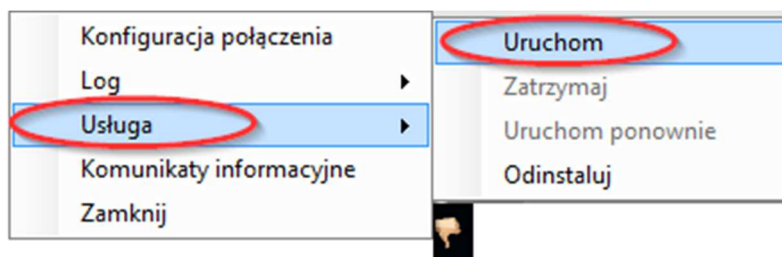 Konfiguracja połączenia
Log
Usługa
Komunikaty informacyjne
Zamknij
Uruchom
Zatrzymaj
Uruchom ponownie
Odinstaluj